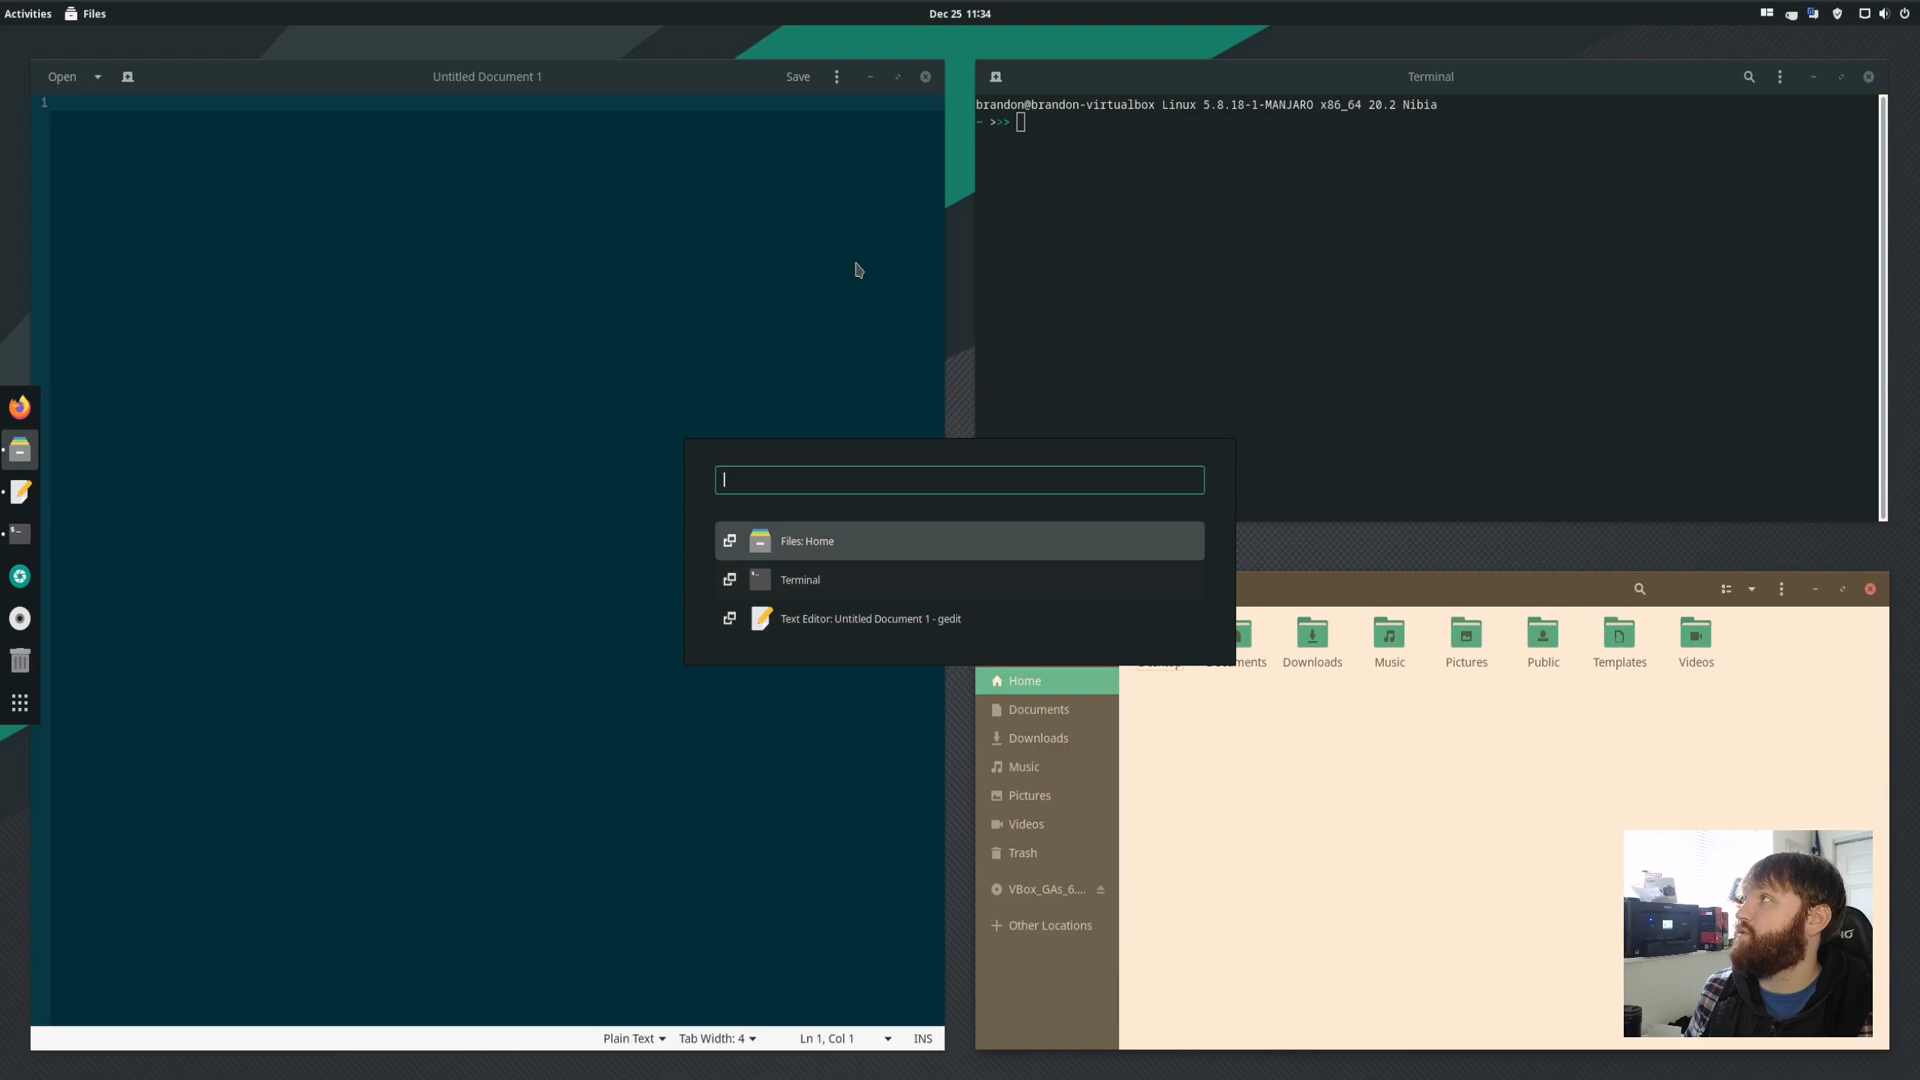 Activities
Files
Dec 25 11:34
Open
Untitled Document 1
Save
1
Terminal
brandon@brandon-virtualbox Linux 5.8.18-1-MANJARO x86_64 20.2 Nibia
~ >>>
Files: Home
Terminal
Text Editor: Untitled Document 1 - gedit
Downloads
Music
Pictures
Public
Templates
Videos
Home
Documents
Downloads
Music
Pictures
Videos
Trash
VBox_GAs_6....
Other Locations
Plain Text
Tab Width: 4
Ln 1, Col 1
INS